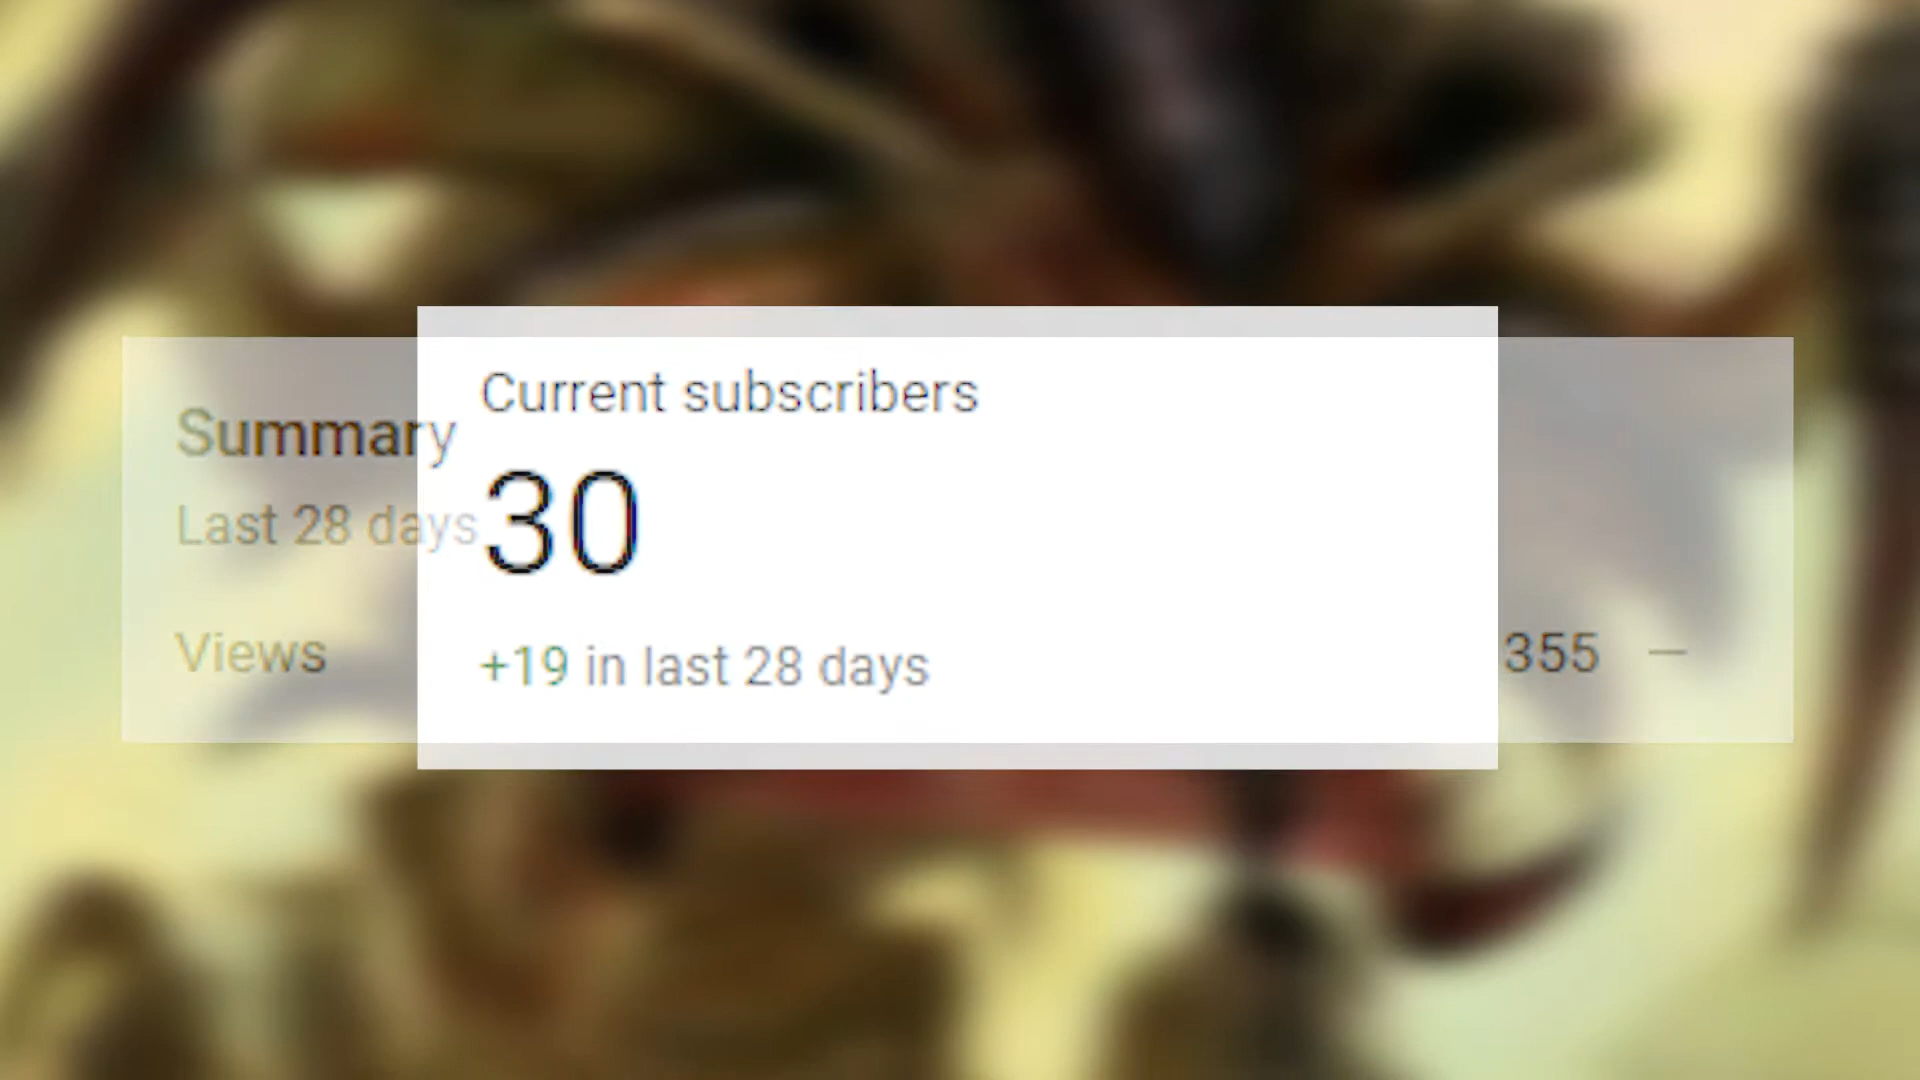 Current subscribers
30
+19 in last 28 days
Summary
Last 28 days
Views 355 —